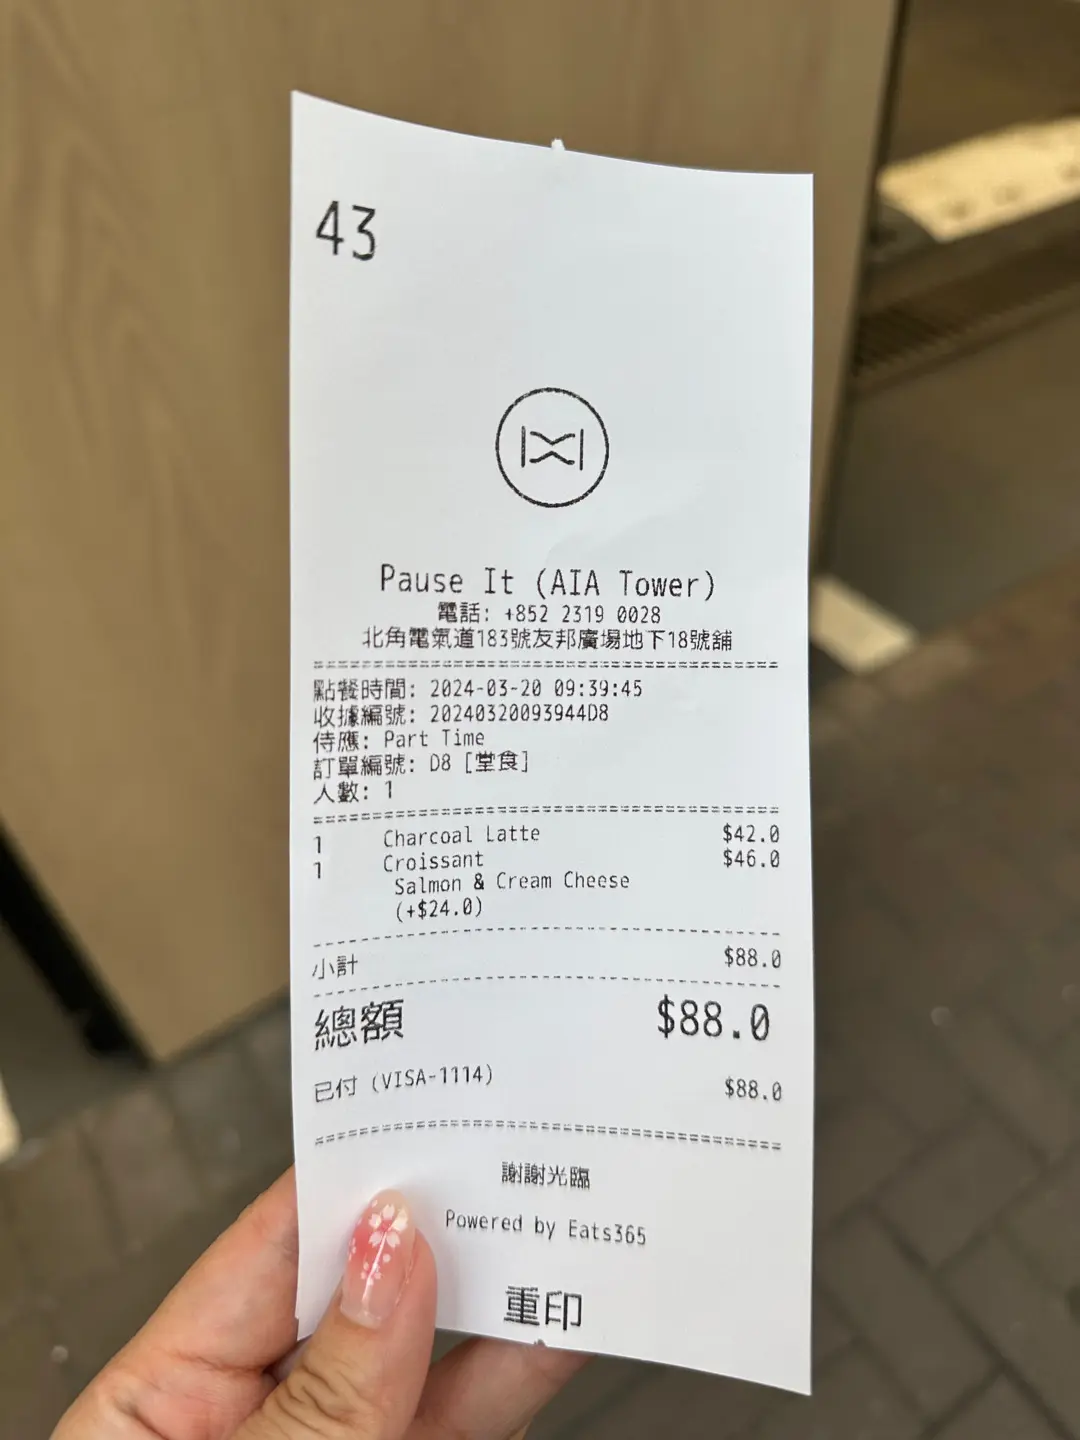 43
Pause It (AIA Tower)
電話: +852 2319 0028
北角電氣道183號友邦廣場地下18號舖
點餐時間: 2024-03-20 09:39:45
收據編號: 20240320093944D8
侍應: Part Time
訂單編號: D8 [堂食]
人數: 1
1 Charcoal Latte $42.0
1 Croissant $46.0
Salmon & Cream Cheese
(+$24.0)
小計 $88.0
總額 $88.0
已付 (VISA-1114) $88.0
謝謝光臨
Powered by Eats365
重印